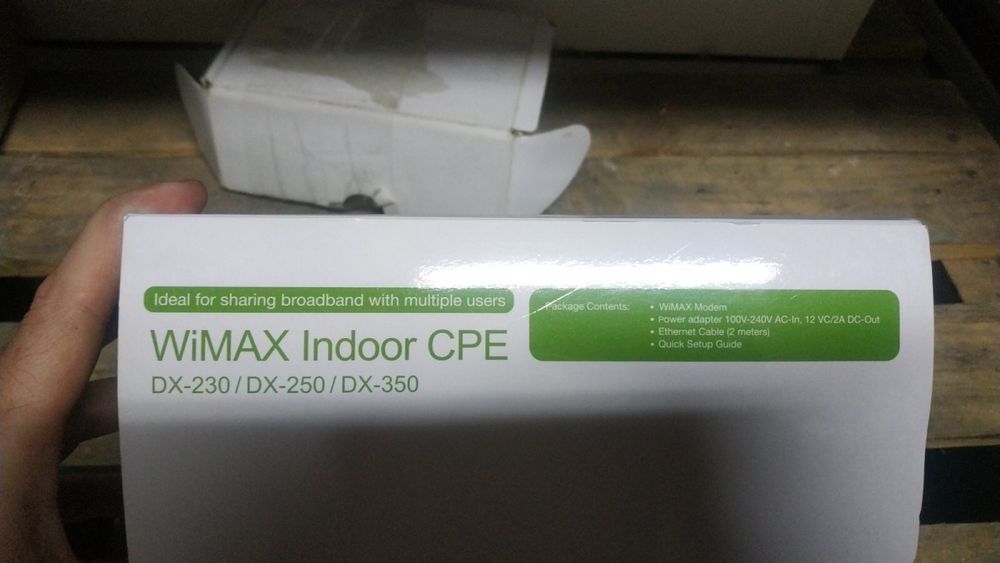 Ideal for sharing broadband with multiple users
WiMAX Indoor CPE
DX-230 / DX-250 / DX-350
Package Contents:
• WiMAX Modem
• Power adapter 100V-240V AC-In, 12 VC/2A DC-Out
• Ethernet Cable (2 meters)
• Quick Setup Guide